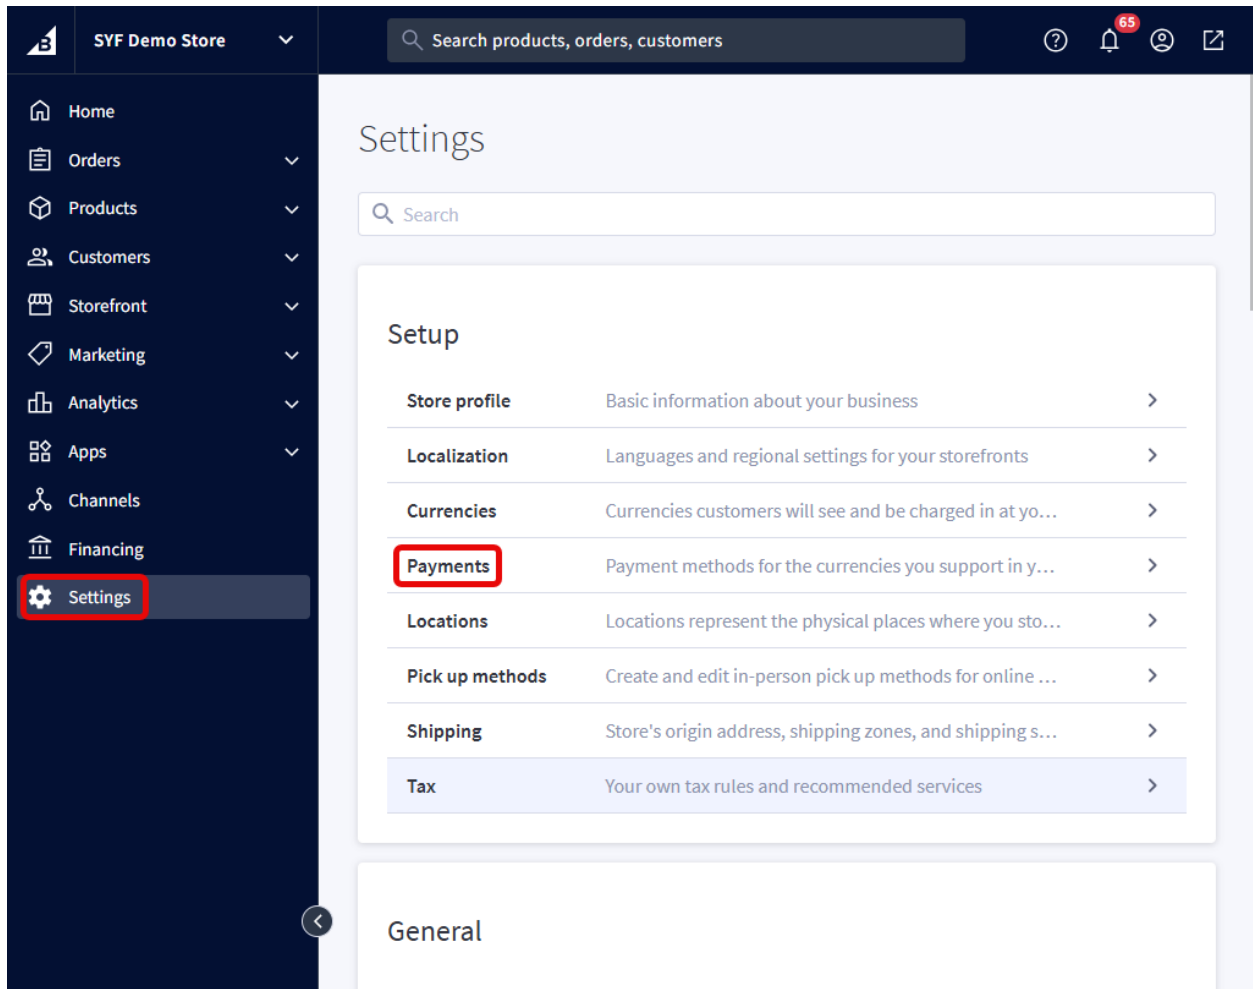 B
SYF Demo Store
Search products, orders, customers
65
Home
Orders
Products
Customers
Storefront
Marketing
Analytics
Apps
Channels
Financing
Settings
Settings
Search
Setup
Store profile Basic information about your business
Localization Languages and regional settings for your storefronts
Currencies Currencies customers will see and be charged in at yo...
Payments Payment methods for the currencies you support in y...
Locations Locations represent the physical places where you sto...
Pick up methods Create and edit in-person pick up methods for online ...
Shipping Store's origin address, shipping zones, and shipping s...
Tax Your own tax rules and recommended services
General